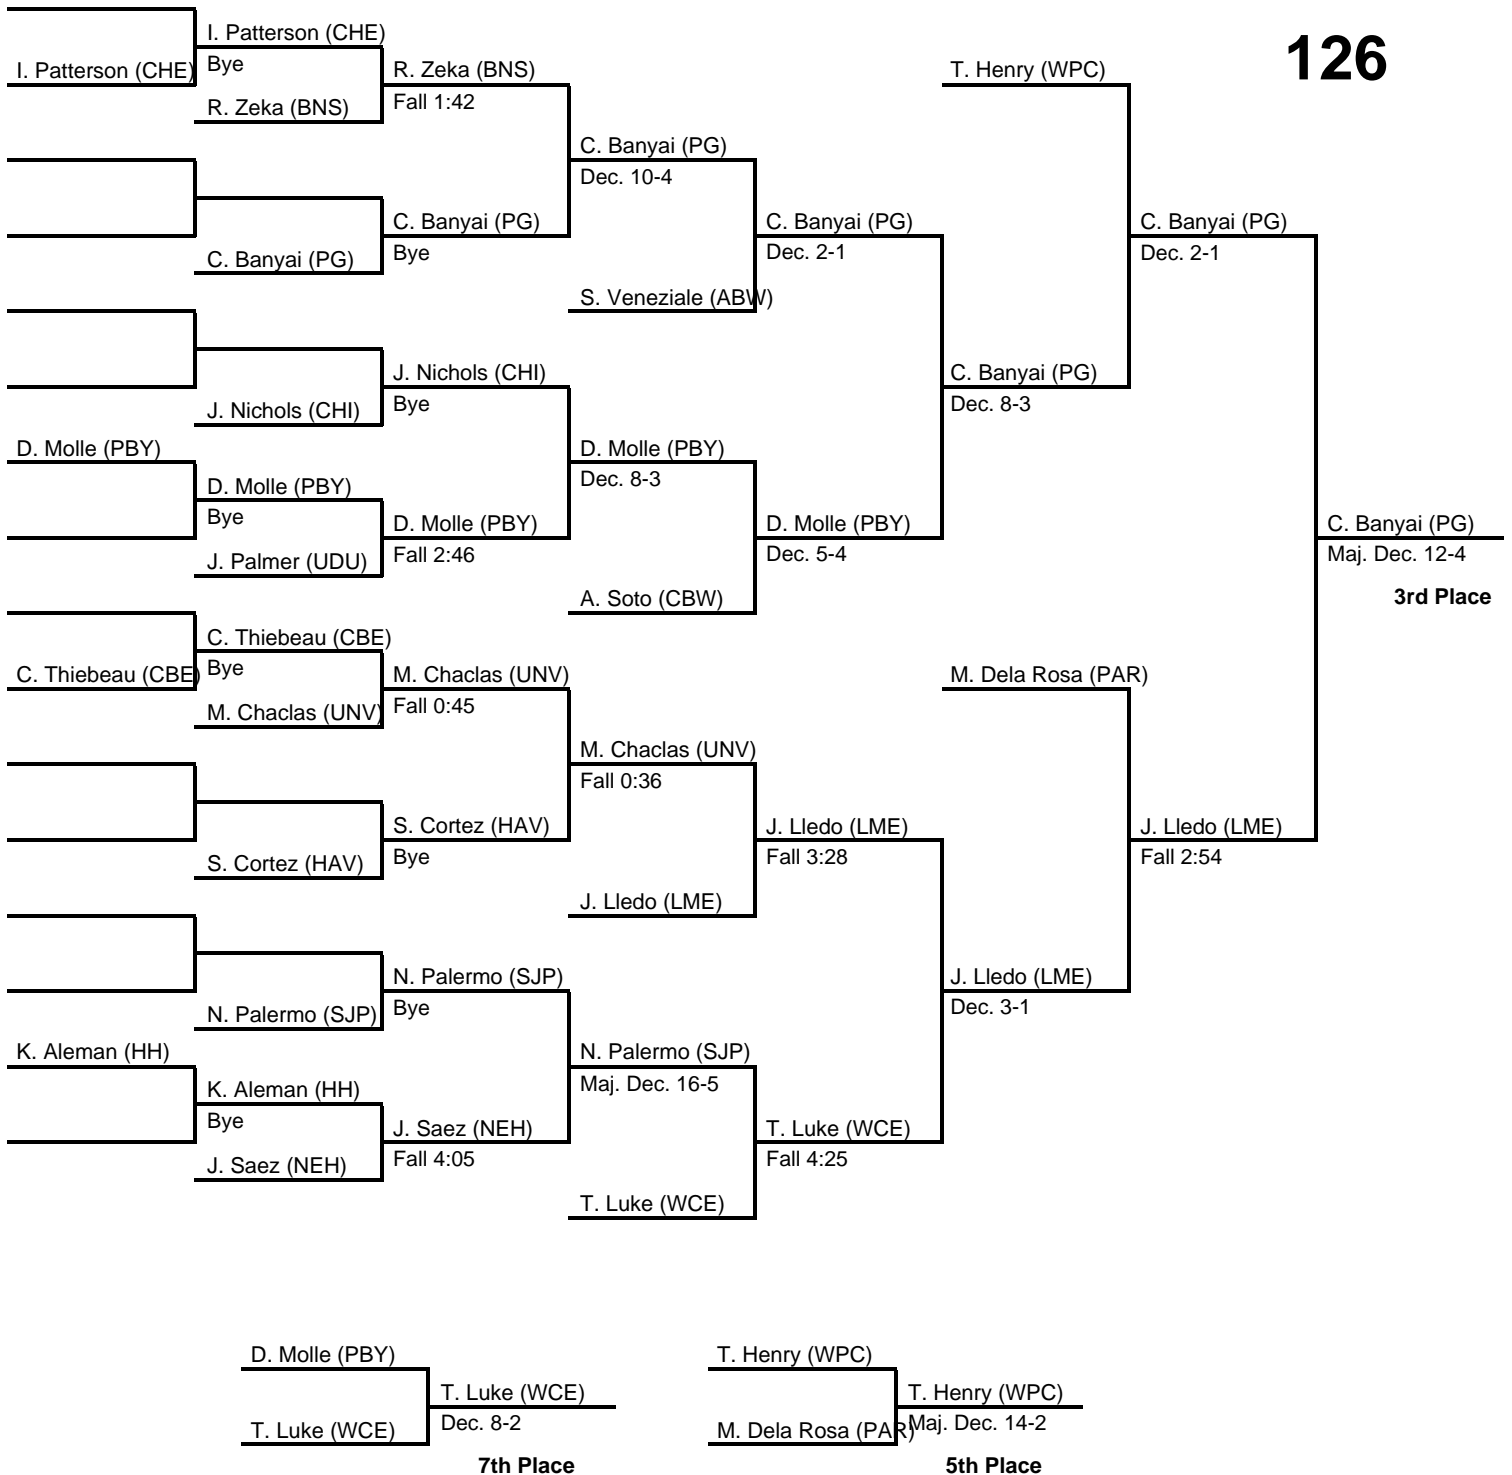 126
I. Patterson (CHE)
I. Patterson (CHE)
Bye
R. Zeka (BNS)
R. Zeka (BNS)
Fall 1:42
T. Henry (WPC)
C. Banyai (PG)
Dec. 10-4
C. Banyai (PG)
Bye
C. Banyai (PG)
C. Banyai (PG)
Dec. 2-1
C. Banyai (PG)
Dec. 2-1
S. Veneziale (ABW)
J. Nichols (CHI)
Bye
J. Nichols (CHI)
C. Banyai (PG)
Dec. 8-3
D. Molle (PBY)
D. Molle (PBY)
Bye
D. Molle (PBY)
Dec. 8-3
J. Palmer (UDU)
D. Molle (PBY)
Fall 2:46
D. Molle (PBY)
Dec. 5-4
C. Banyai (PG)
Maj. Dec. 12-4
3rd Place
A. Soto (CBW)
C. Thiebeau (CBE)
C. Thiebeau (CBE)
Bye
M. Chaclas (UNV)
M. Chaclas (UNV)
Fall 0:45
M. Dela Rosa (PAR)
M. Chaclas (UNV)
Fall 0:36
S. Cortez (HAV)
Bye
S. Cortez (HAV)
J. Lledo (LME)
Fall 3:28
J. Lledo (LME)
Fall 2:54
J. Lledo (LME)
N. Palermo (SJP)
Bye
N. Palermo (SJP)
J. Lledo (LME)
Dec. 3-1
K. Aleman (HH)
K. Aleman (HH)
Bye
N. Palermo (SJP)
Maj. Dec. 16-5
J. Saez (NEH)
J. Saez (NEH)
Fall 4:05
T. Luke (WCE)
Fall 4:25
T. Luke (WCE)
D. Molle (PBY)
T. Luke (WCE)
T. Luke (WCE)
Dec. 8-2
7th Place
T. Henry (WPC)
M. Dela Rosa (PAR)
T. Henry (WPC)
Maj. Dec. 14-2
5th Place